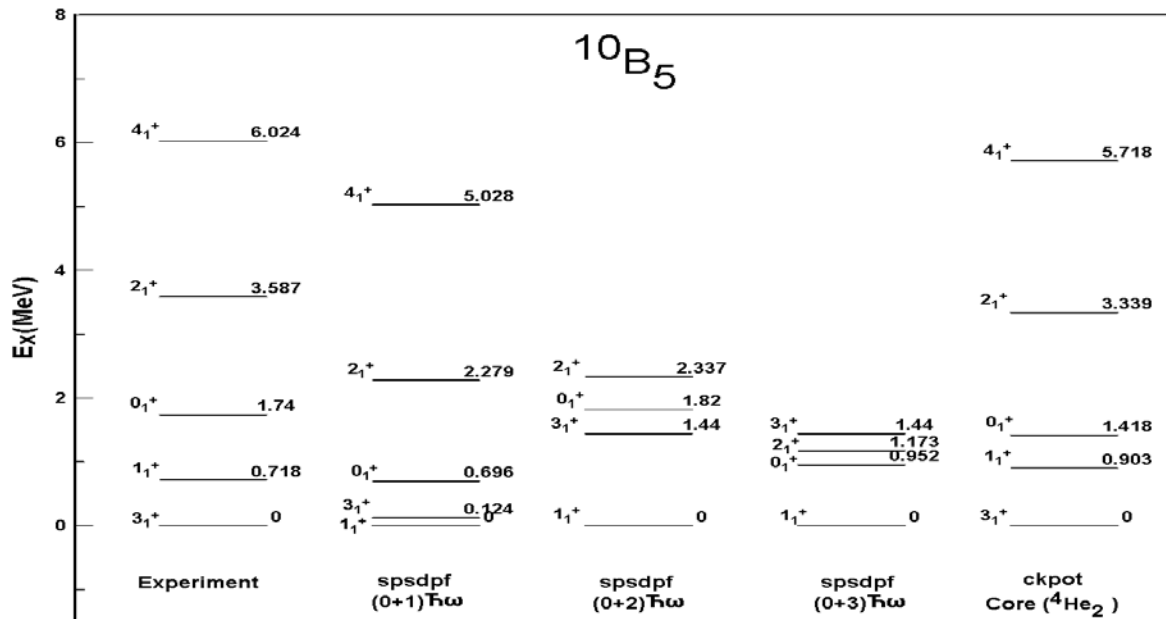 8
¹⁰B₅
4₁⁺ 6.024
6
4₁⁺ 5.718
4₁⁺ 5.028
4
2₁⁺ 3.587
2₁⁺ 3.339
Ex(MeV)
2₁⁺ 2.279
2₁⁺ 2.337
2
0₁⁺ 1.74
0₁⁺ 1.82
3₁⁺ 1.44
3₁⁺ 1.44
0₁⁺ 1.418
2₁⁺ 1.173
0₁⁺ 0.952
1₁⁺ 0.718
0₁⁺ 0.696
1₁⁺ 0.903
3₁⁺ 0.124
0
3₁⁺ 0
1₁⁺ 0
1₁⁺ 0
1₁⁺ 0
3₁⁺ 0
Experiment
spsdpf
(0+1)ħω
spsdpf
(0+2)ħω
spsdpf
(0+3)ħω
ckpot
Core (⁴He₂ )